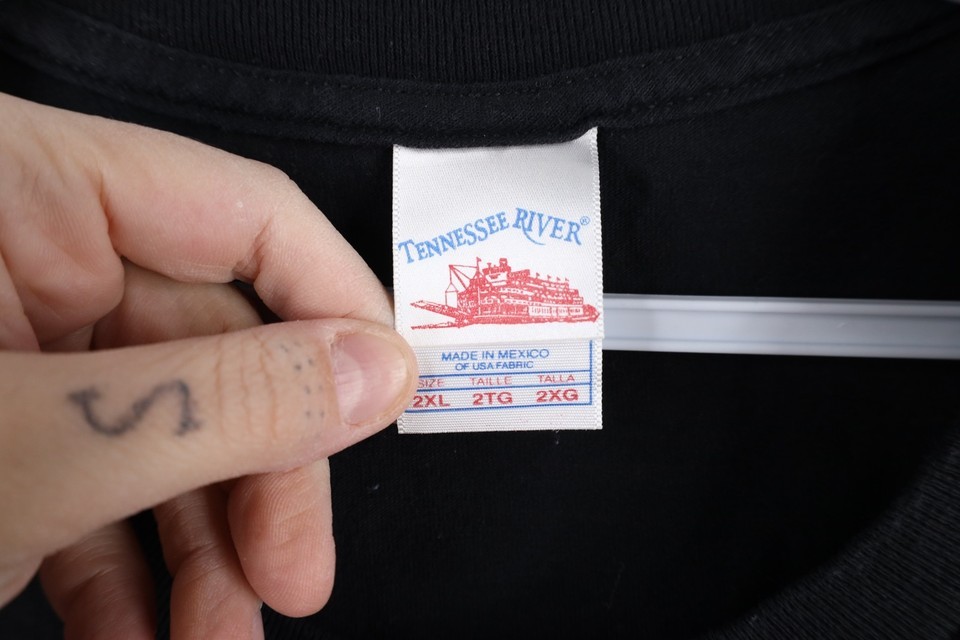 TENNESSEE RIVER®
MADE IN MEXICO
OF USA FABRIC
SIZE TAILLE TALLA
2XL 2TG 2XG
S